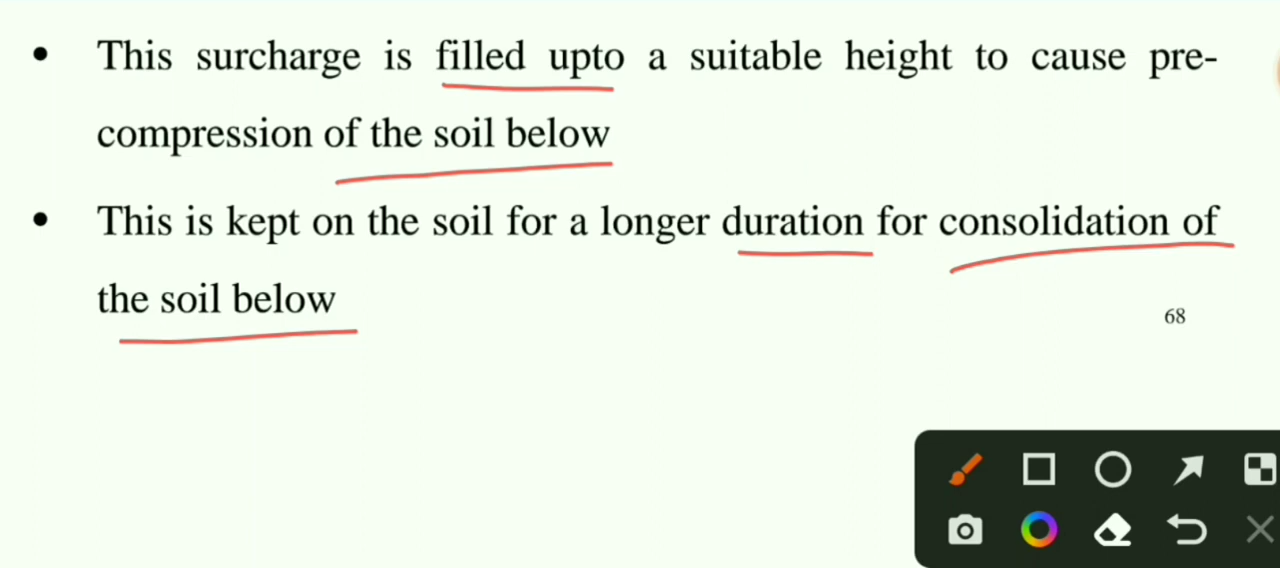 • This surcharge is filled upto a suitable height to cause pre-
compression of the soil below
• This is kept on the soil for a longer duration for consolidation of
the soil below
68